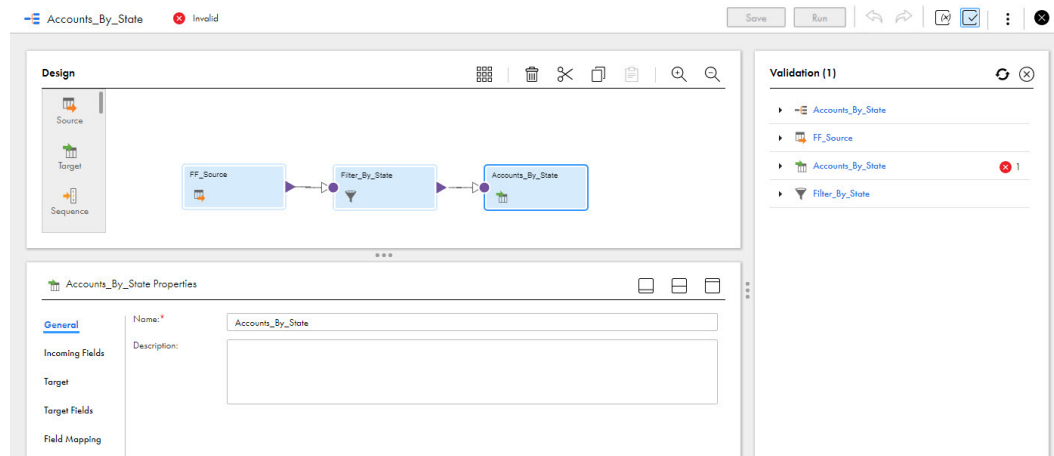 Accounts_By_State Invalid Save Run (x)
Design
Validation (1)
Source
Target
Sequence
FF_Source
Filter_By_State
Accounts_By_State
Accounts_By_State
FF_Source
Accounts_By_State 1
Filter_By_State
Accounts_By_State Properties
General
Incoming Fields
Target
Target Fields
Field Mapping
Name:* Accounts_By_State
Description: